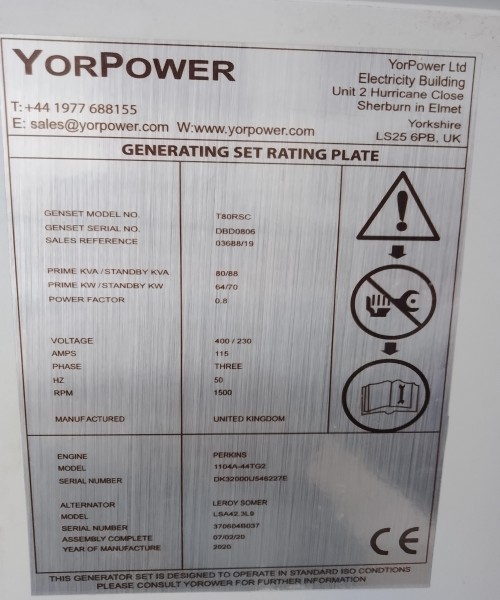 YORPOWER
YorPower Ltd
Electricity Building
Unit 2 Hurricane Close
Sherburn in Elmet
Yorkshire
LS25 6PB, UK
T:+44 1977 688155
E: sales@yorpower.com W:www.yorpower.com
GENERATING SET RATING PLATE
GENSET MODEL NO. T80RSC
GENSET SERIAL NO. DBD0806
SALES REFERENCE 03688/19
PRIME KVA/STANDBY KVA 80/88
PRIME KW/STANDBY KW 64/70
POWER FACTOR 0.8
VOLTAGE 400 / 230
AMPS 115
PHASE THREE
HZ 50
RPM 1500
MANUFACTURED UNITED KINGDOM
ENGINE PERKINS
MODEL 1104A-44TG2
SERIAL NUMBER DK32000U546227E
ALTERNATOR LEROY SOMER
MODEL LSA42.3L9
SERIAL NUMBER 370604B037
ASSEMBLY COMPLETE 07/02/20
YEAR OF MANUFACTURE 2020
CE
THIS GENERATOR SET IS DESIGNED TO OPERATE IN STANDARD ISO CONDTIONS
PLEASE CONSULT YOROWER FOR FURTHER INFORMATION